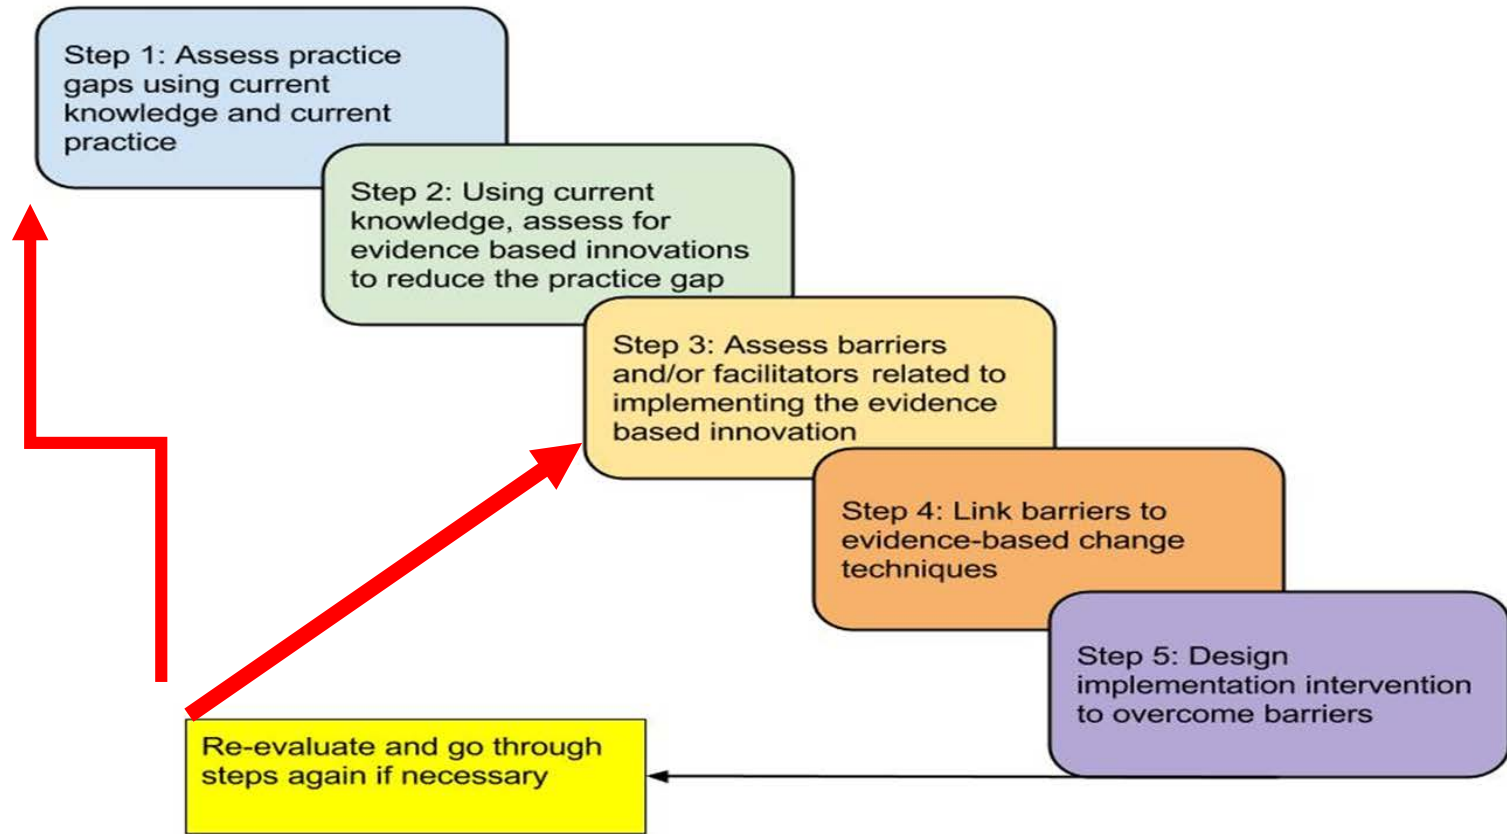 Step 1: Assess practice
gaps using current
knowledge and current
practice
Step 2: Using current
knowledge, assess for
evidence based innovations
to reduce the practice gap
Step 3: Assess barriers
and/or facilitators related to
implementing the evidence
based innovation
Step 4: Link barriers to
evidence-based change
techniques
Step 5: Design
implementation intervention
to overcome barriers
Re-evaluate and go through
steps again if necessary